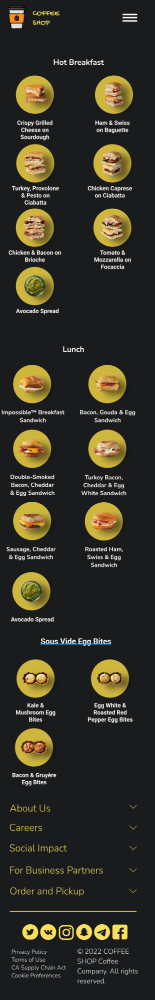 COFFEE
SHOP
Hot Breakfast
Crispy Grilled
Cheese on
Sourdough
Ham & Swiss
on Baguette
Turkey, Provolone
& Pesto on
Ciabatta
Chicken Caprese
on Ciabatta
Chicken & Bacon on
Brioche
Tomato &
Mozzarella on
Focaccia
Avocado Spread
Lunch
Impossible™ Breakfast
Sandwich
Bacon, Gouda & Egg
Sandwich
Double-Smoked
Bacon, Cheddar
& Egg Sandwich
Turkey Bacon,
Cheddar & Egg
White Sandwich
Sausage, Cheddar
& Egg Sandwich
Roasted Ham,
Swiss & Egg
Sandwich
Avocado Spread
Sous Vide Egg Bites
Kale &
Mushroom Egg
Bites
Egg White &
Roasted Red
Pepper Egg Bites
Bacon & Gruyère
Egg Bites
About Us
Careers
Social Impact
For Business Partners
Order and Pickup
Privacy Policy
Terms of Use
CA Supply Chain Act
Cookie Preferences
© 2022 COFFEE
SHOP Coffee
Company. All rights
reserved.